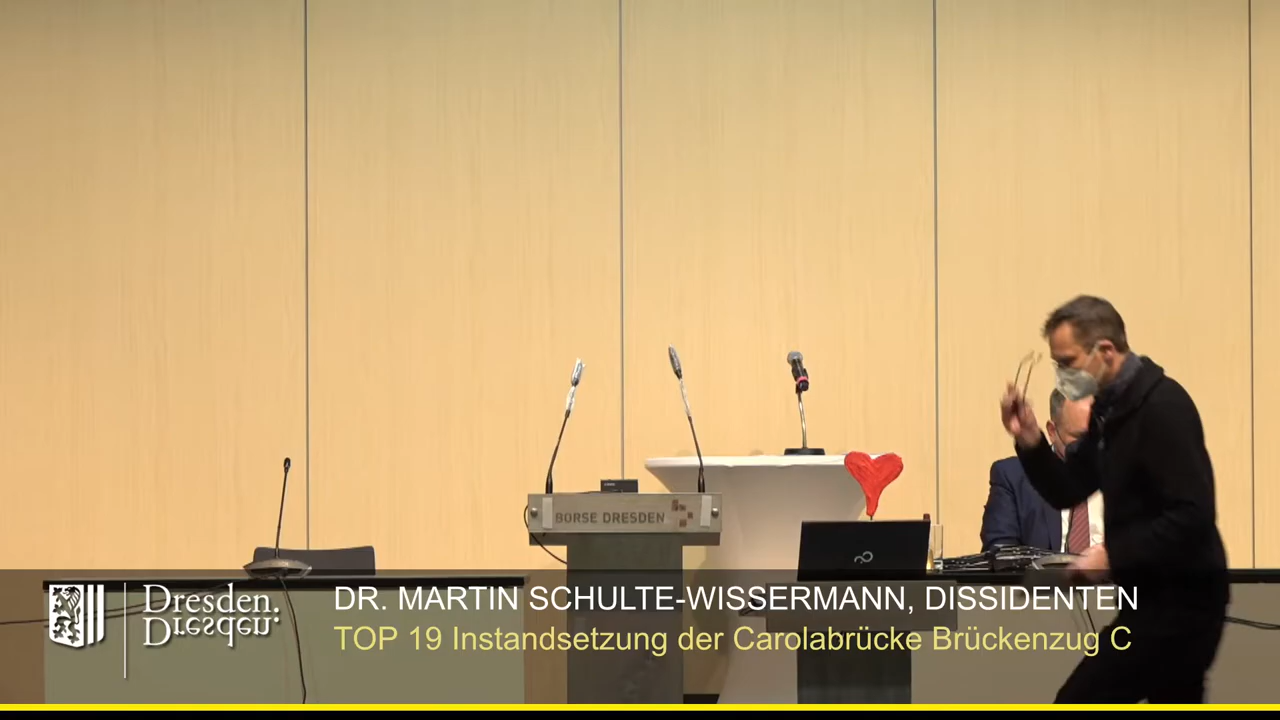 BÖRSE DRESDEN
Dresden.
Dresden.
DR. MARTIN SCHULTE-WISSERMANN, DISSIDENTEN
TOP 19 Instandsetzung der Carolabrücke Brückenzug C